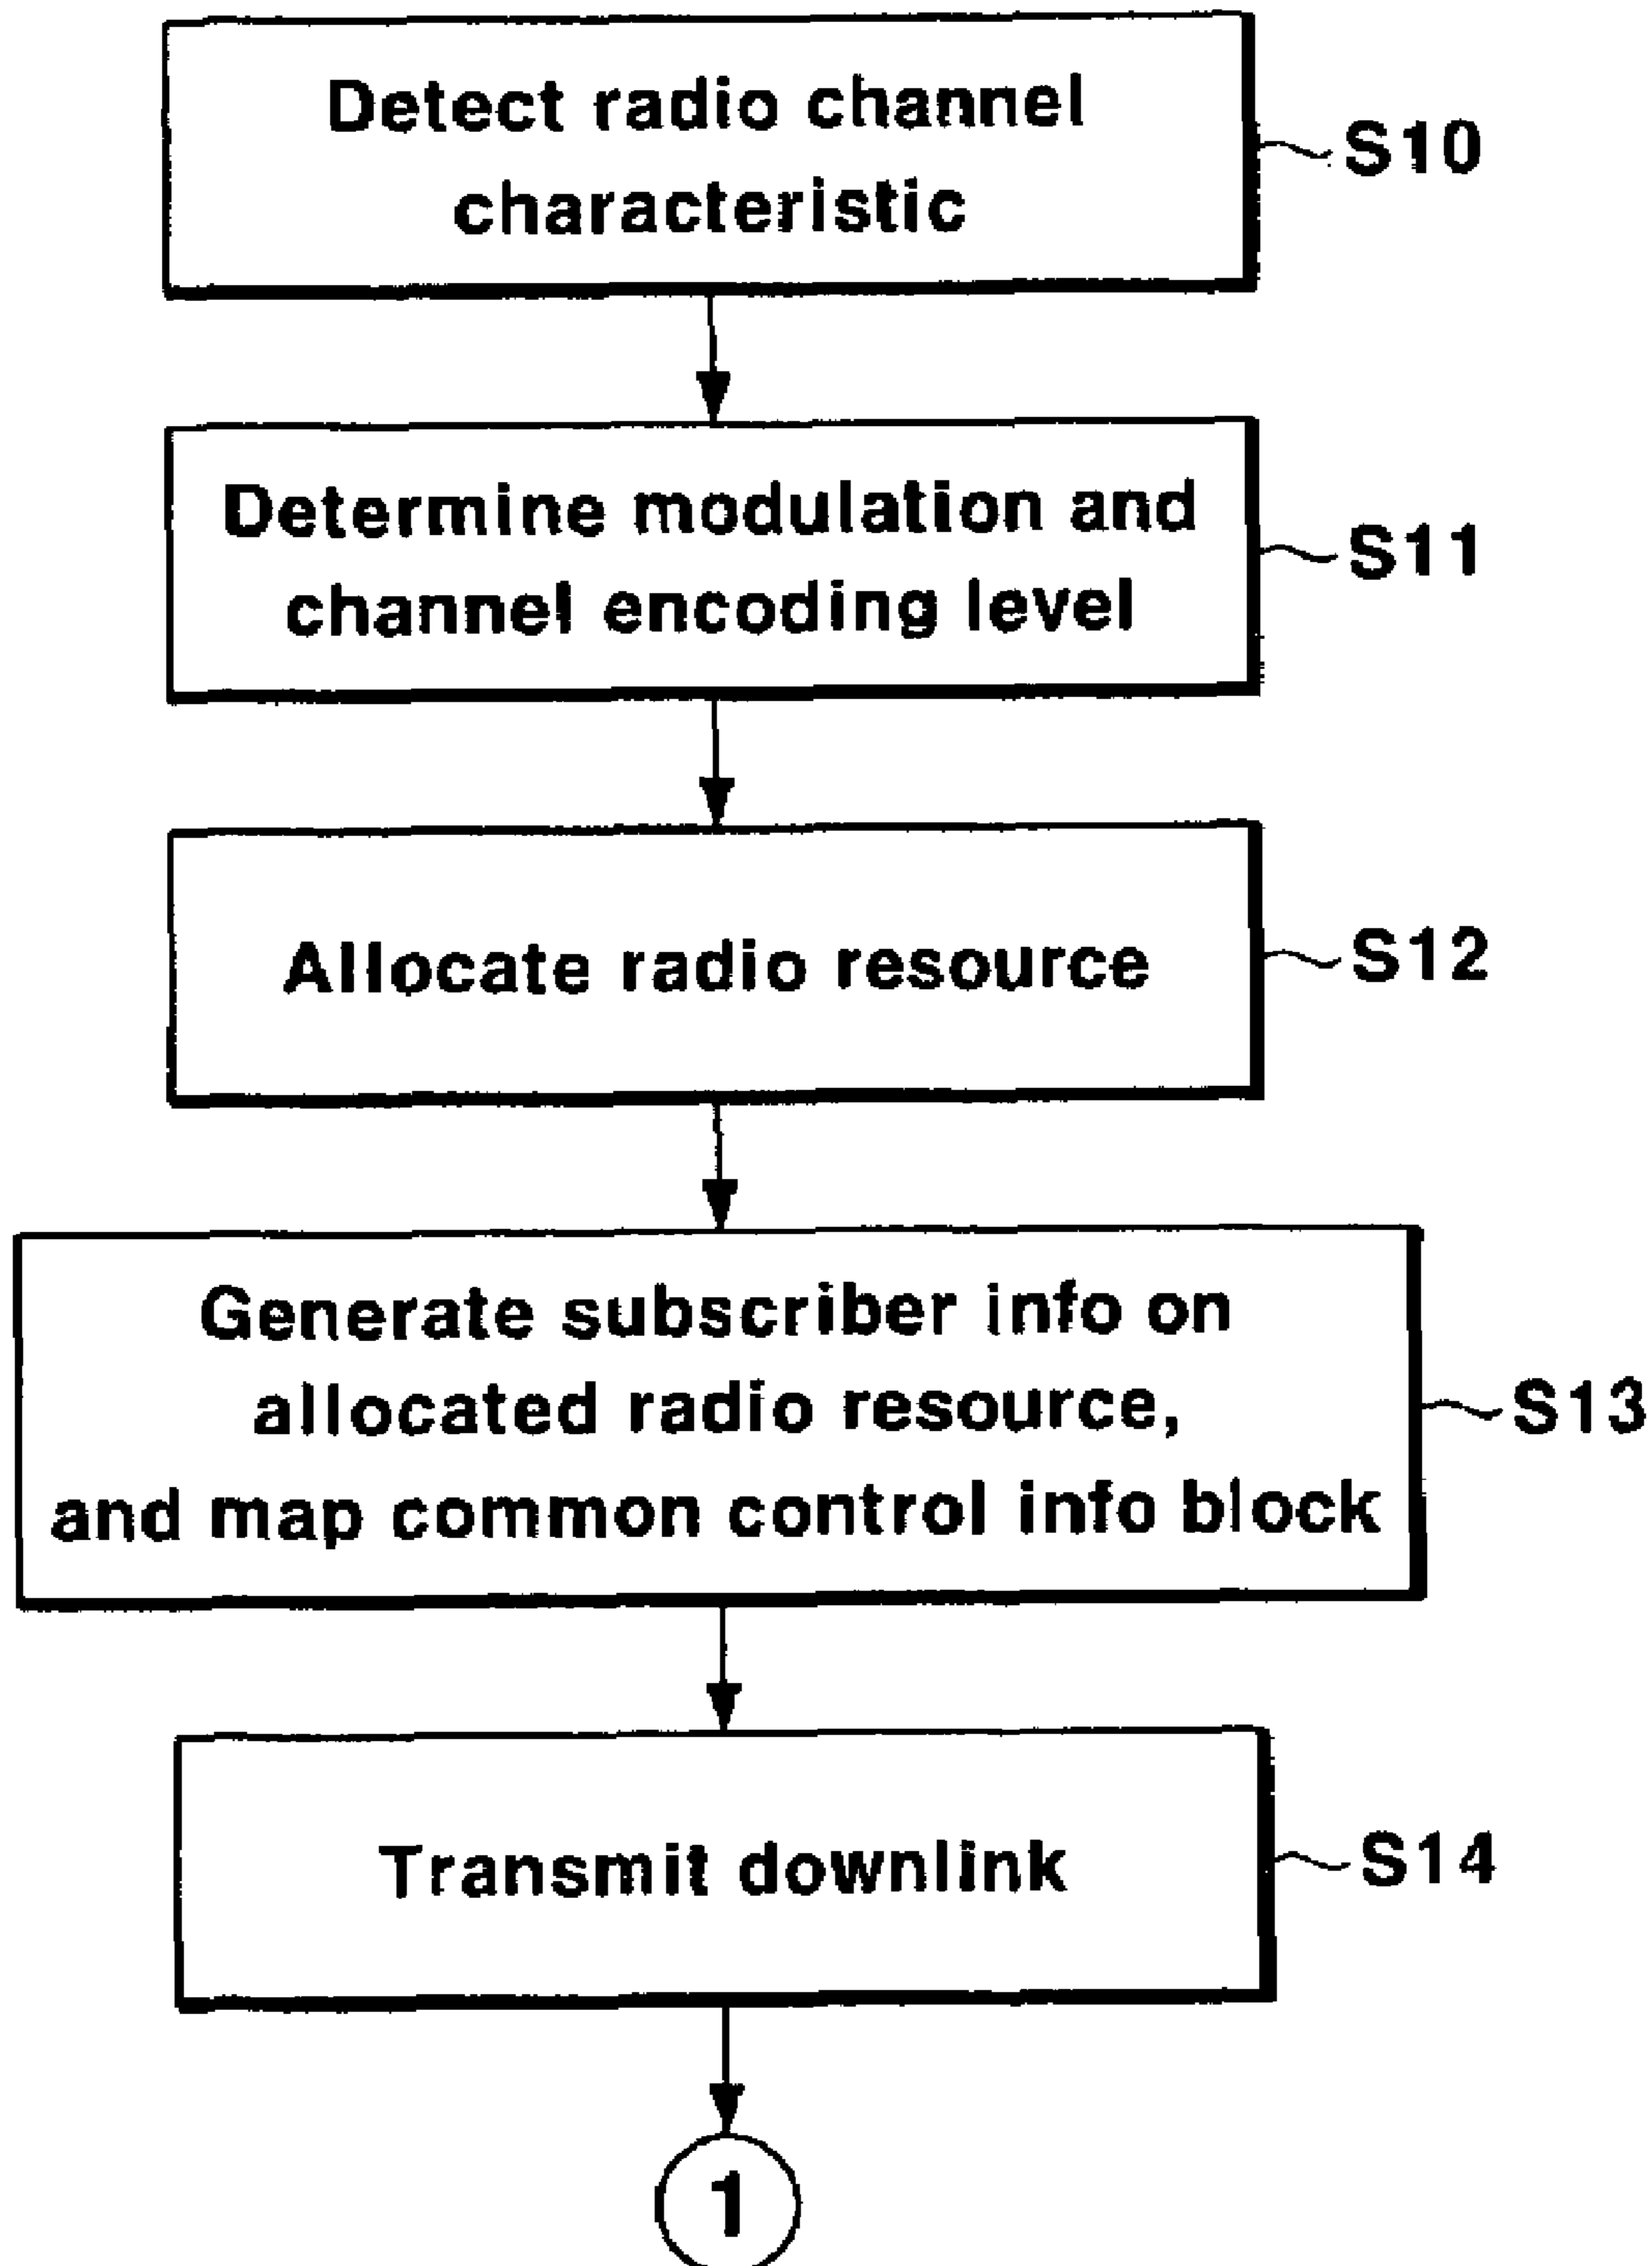 Detect radio channel
characteristic
S10
Determine modulation and
channel encoding level
S11
Allocate radio resource
S12
Generate subscriber info on
allocated radio resource,
and map common control info block
S13
Transmit downlink
S14
1